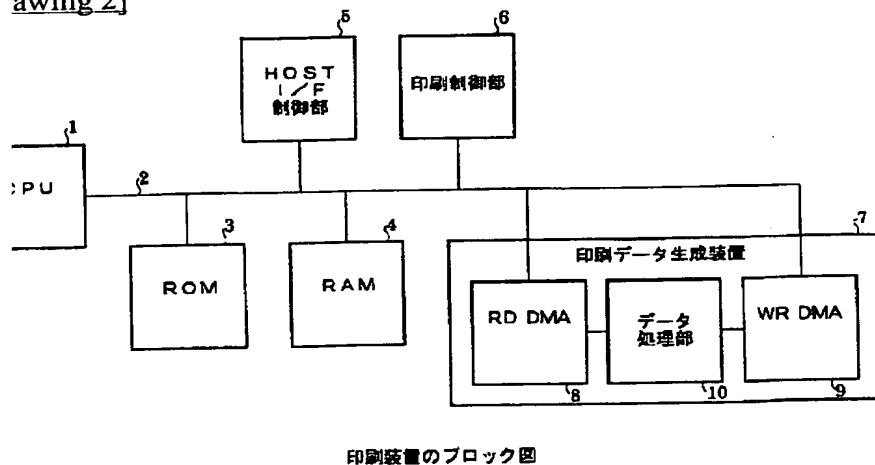 awing 2]
5
6
HOST
I/F
制御部
印刷制御部
1
CPU
2
3
4
7
ROM
RAM
印刷データ生成装置
RD DMA
データ
処理部
WR DMA
8
10
9
印刷装置のブロック図